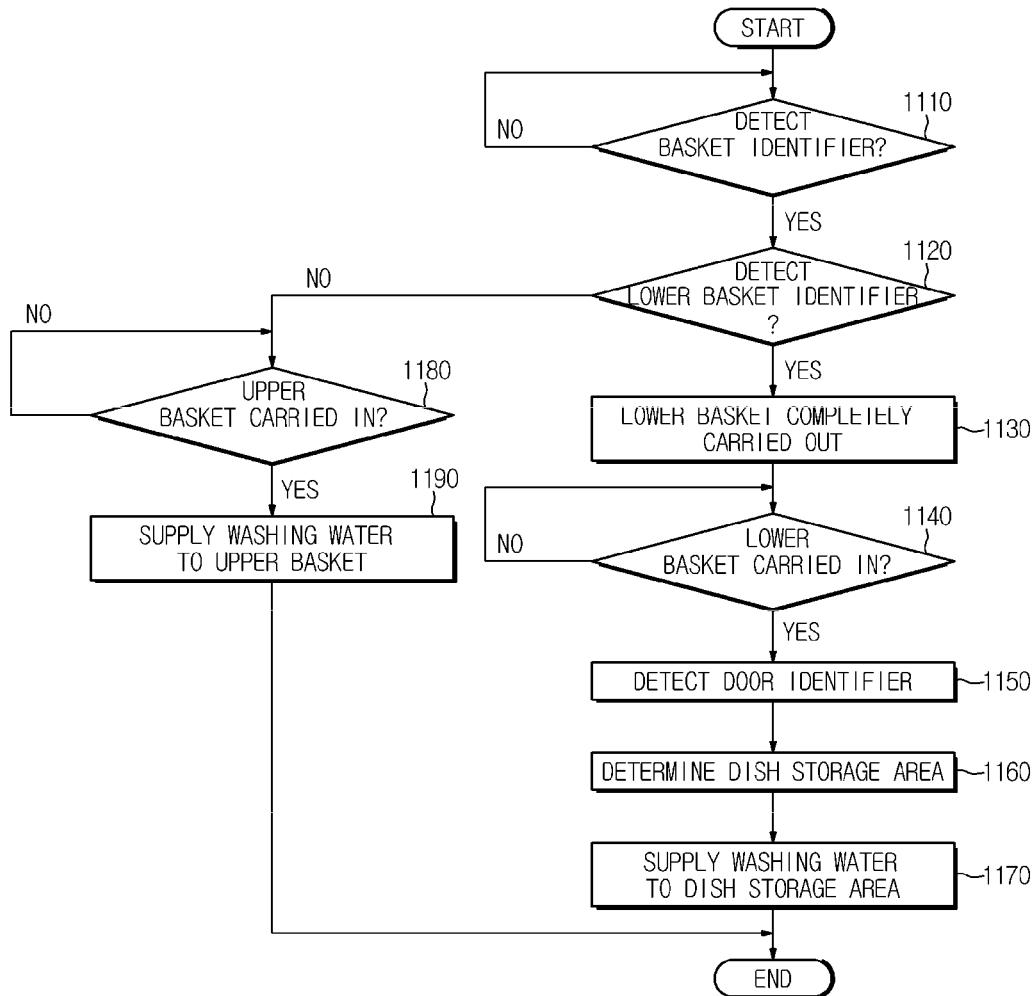 START
1110
DETECT
BASKET IDENTIFIER?
NO
YES
1120
DETECT
LOWER BASKET IDENTIFIER
?
NO
YES
NO
1180
UPPER
BASKET CARRIED IN?
YES
LOWER BASKET COMPLETELY
CARRIED OUT
1130
1190
SUPPLY WASHING WATER
TO UPPER BASKET
1140
LOWER
BASKET CARRIED IN?
NO
YES
DETECT DOOR IDENTIFIER
1150
DETERMINE DISH STORAGE AREA
1160
SUPPLY WASHING WATER
TO DISH STORAGE AREA
1170
END